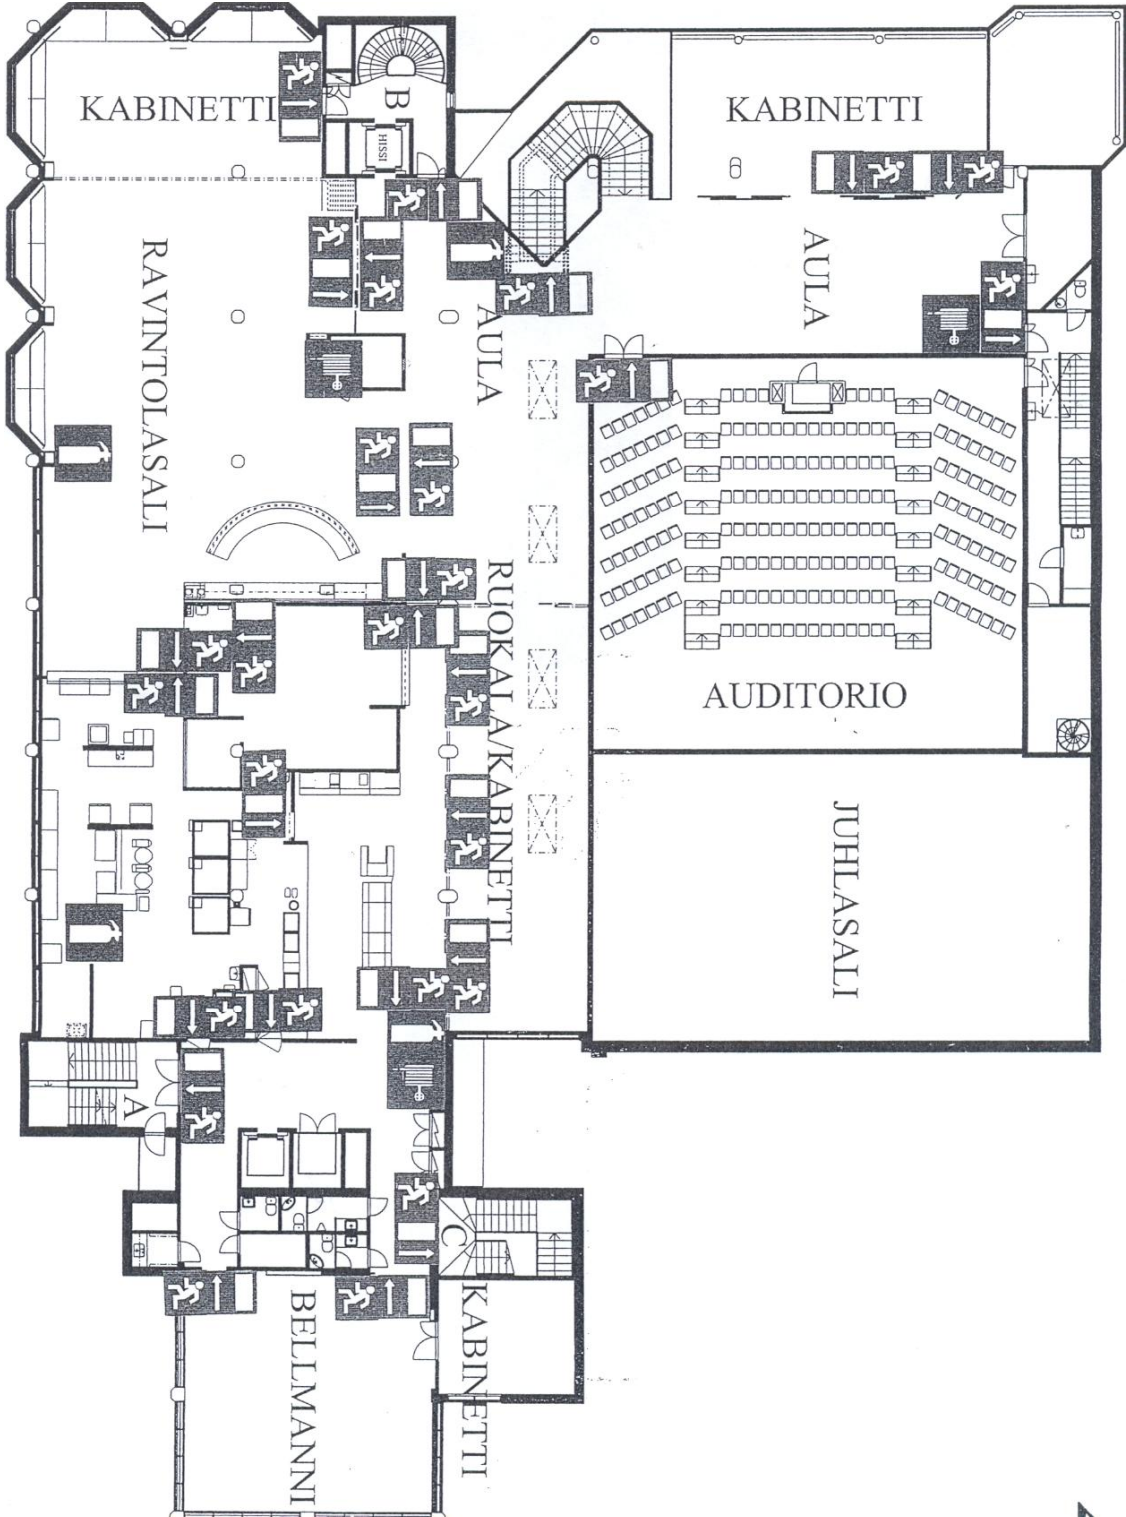 KABINETTI
B
HISSI
KABINETTI
RAVINTOLASALI
AULA
AULA
RUOKALA/KABINETTI
AUDITORIO
JUHLASALI
A
C
KABINETTI
BELLMANNI